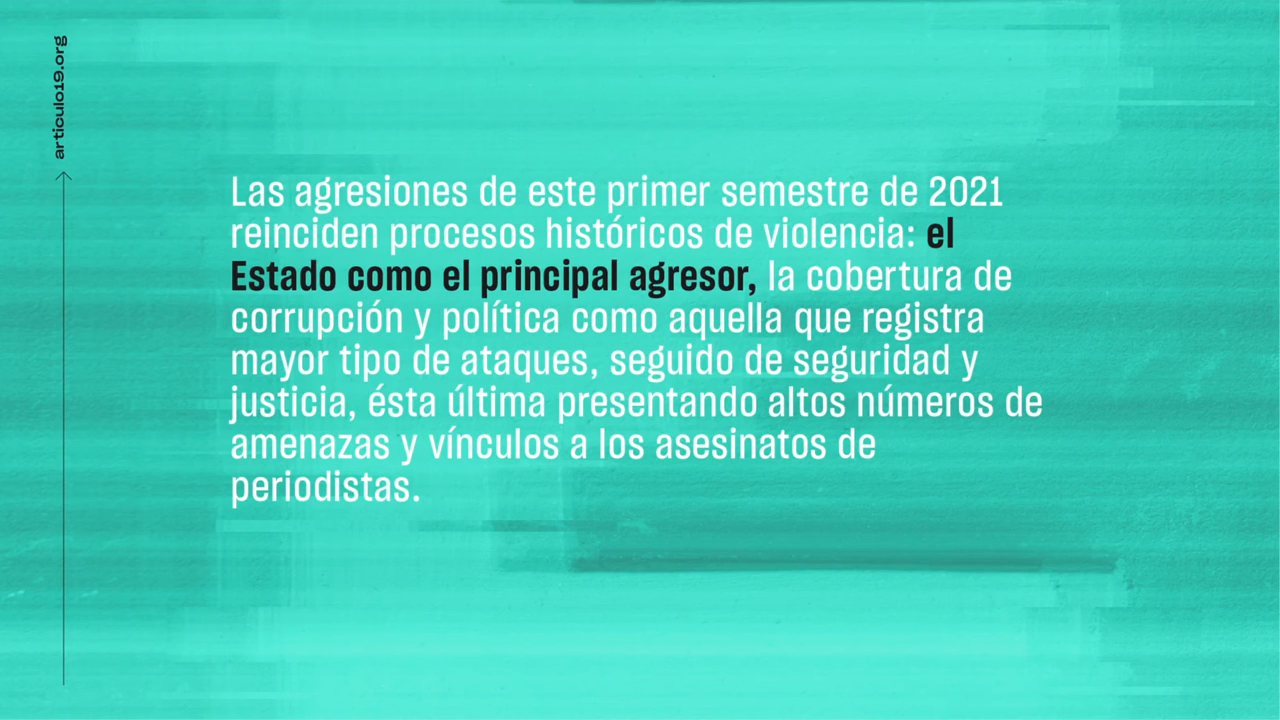 articulo19.org
Las agresiones de este primer semestre de 2021
reinciden procesos históricos de violencia: el
Estado como el principal agresor, la cobertura de
corrupción y política como aquella que registra
mayor tipo de ataques, seguido de seguridad y
justicia, ésta última presentando altos números de
amenazas y vínculos a los asesinatos de
periodistas.